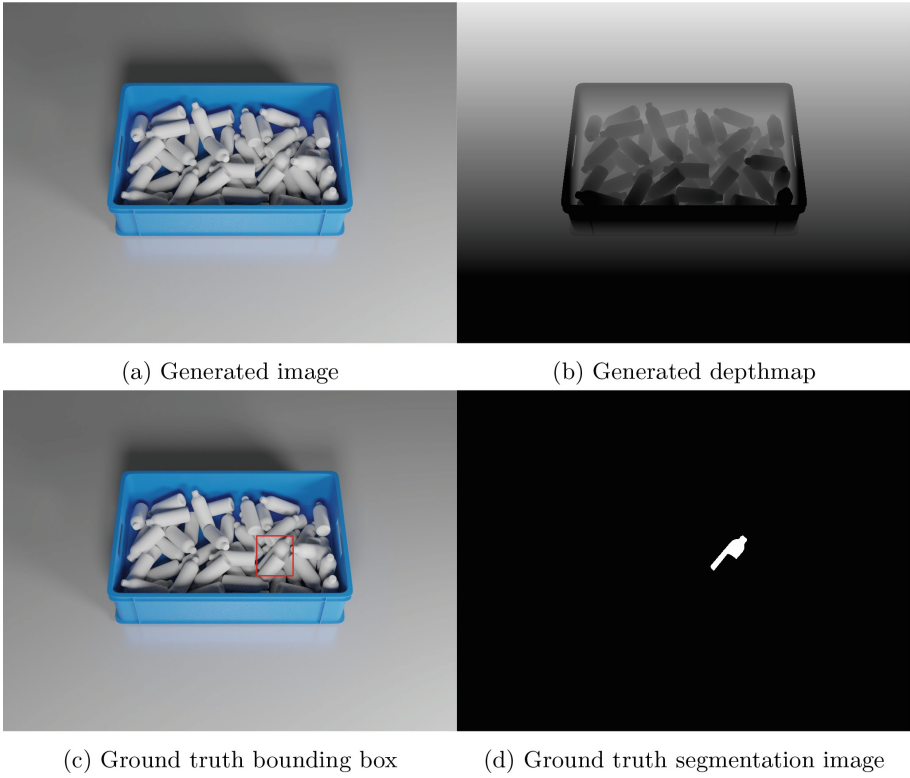 (a) Generated image
(b) Generated depthmap
(c) Ground truth bounding box
(d) Ground truth segmentation image